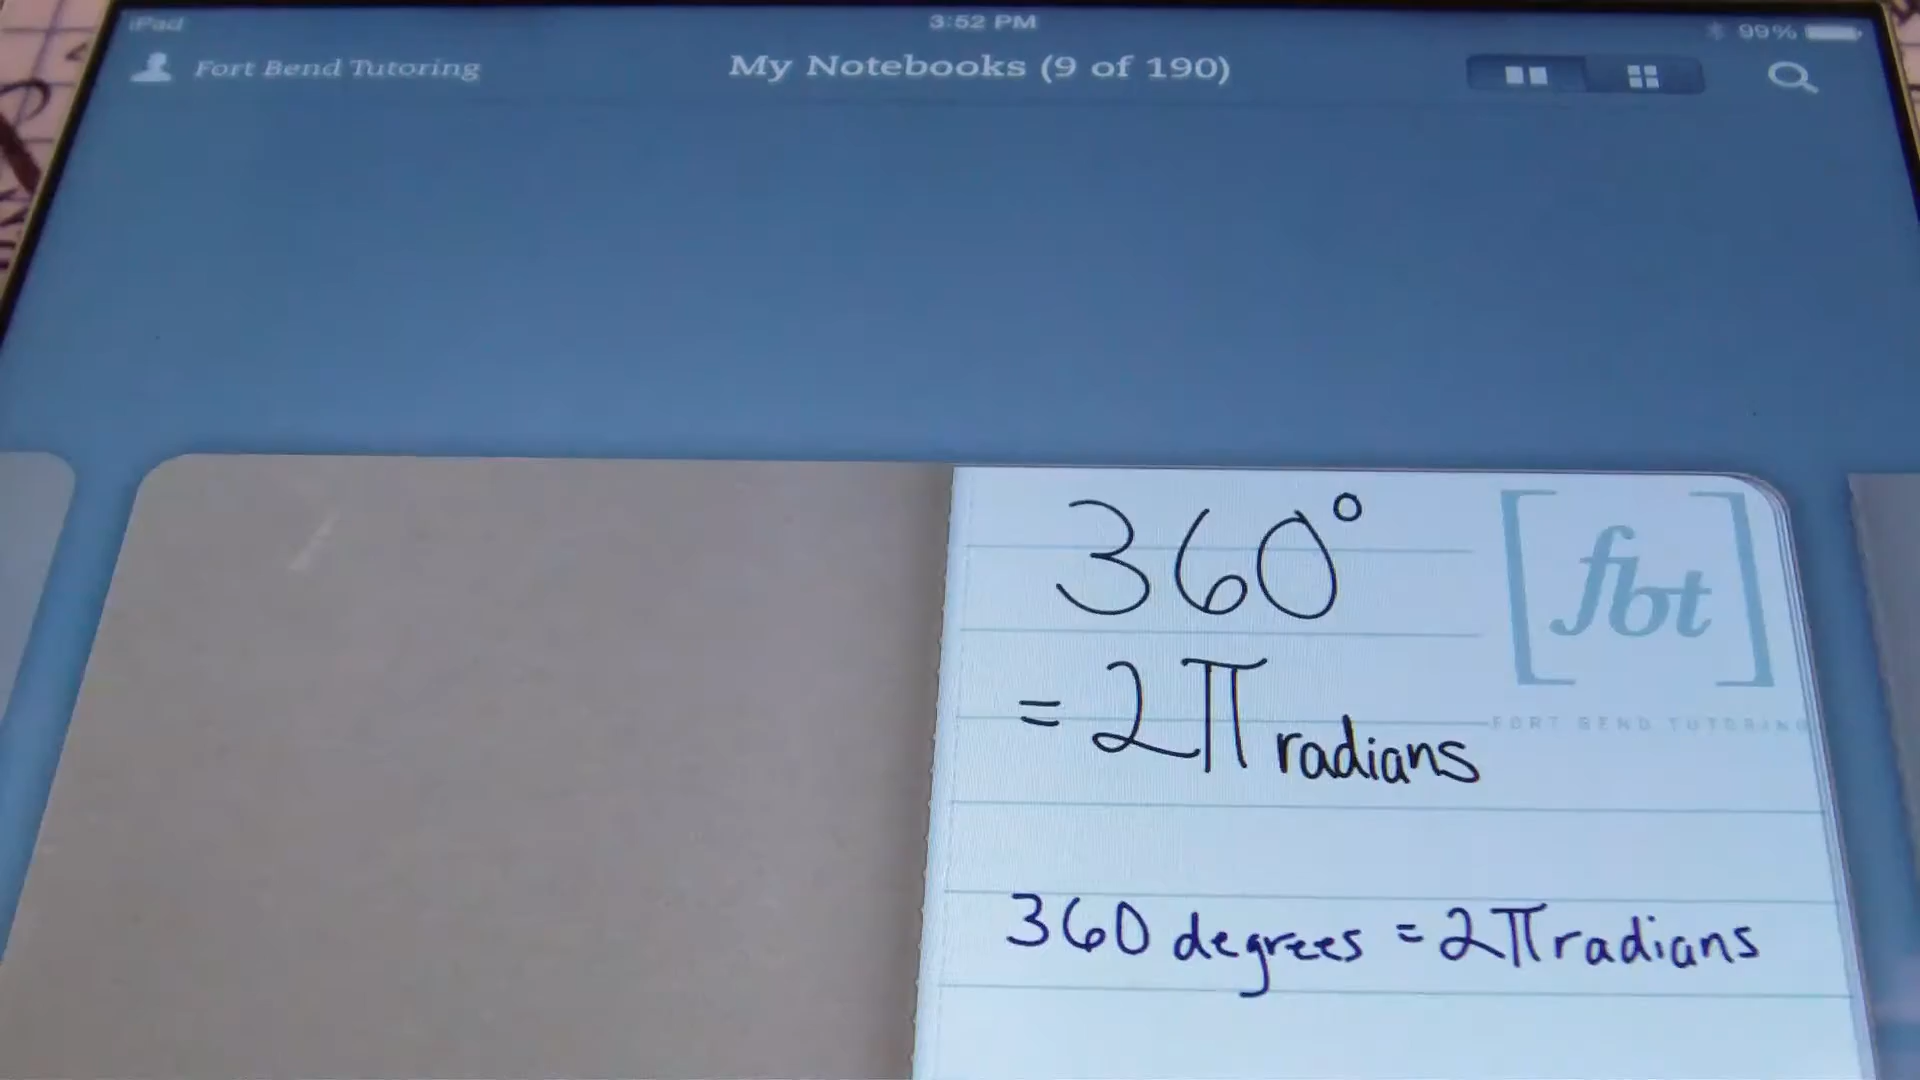 iPad 3:52 PM 99%
Fort Bend Tutoring My Notebooks (9 of 190)
360°
[fbt]
= 2π radians
FORT BEND TUTORING
360 degrees = 2π radians